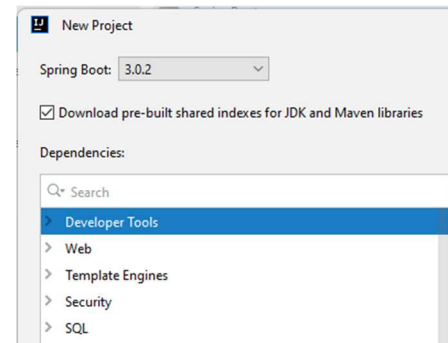 IJ New Project
Spring Boot: 3.0.2
Download pre-built shared indexes for JDK and Maven libraries
Dependencies:
Search
Developer Tools
Web
Template Engines
Security
SQL